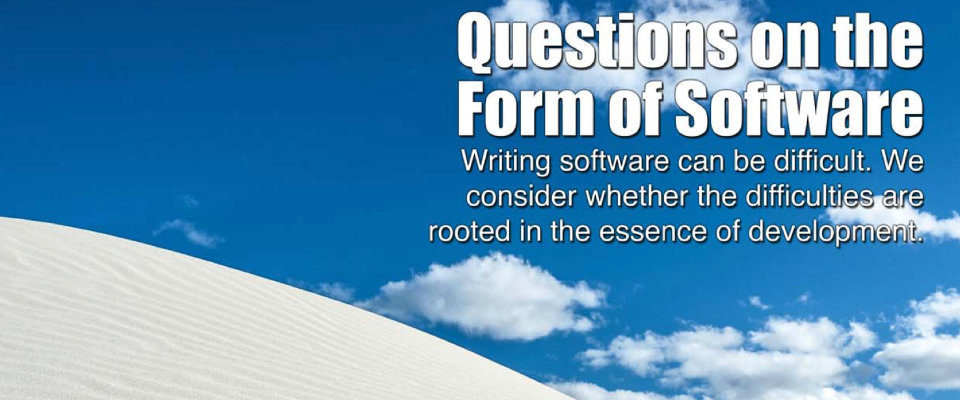 Questions on the
Form of Software
Writing software can be difficult. We
consider whether the difficulties are
rooted in the essence of development.